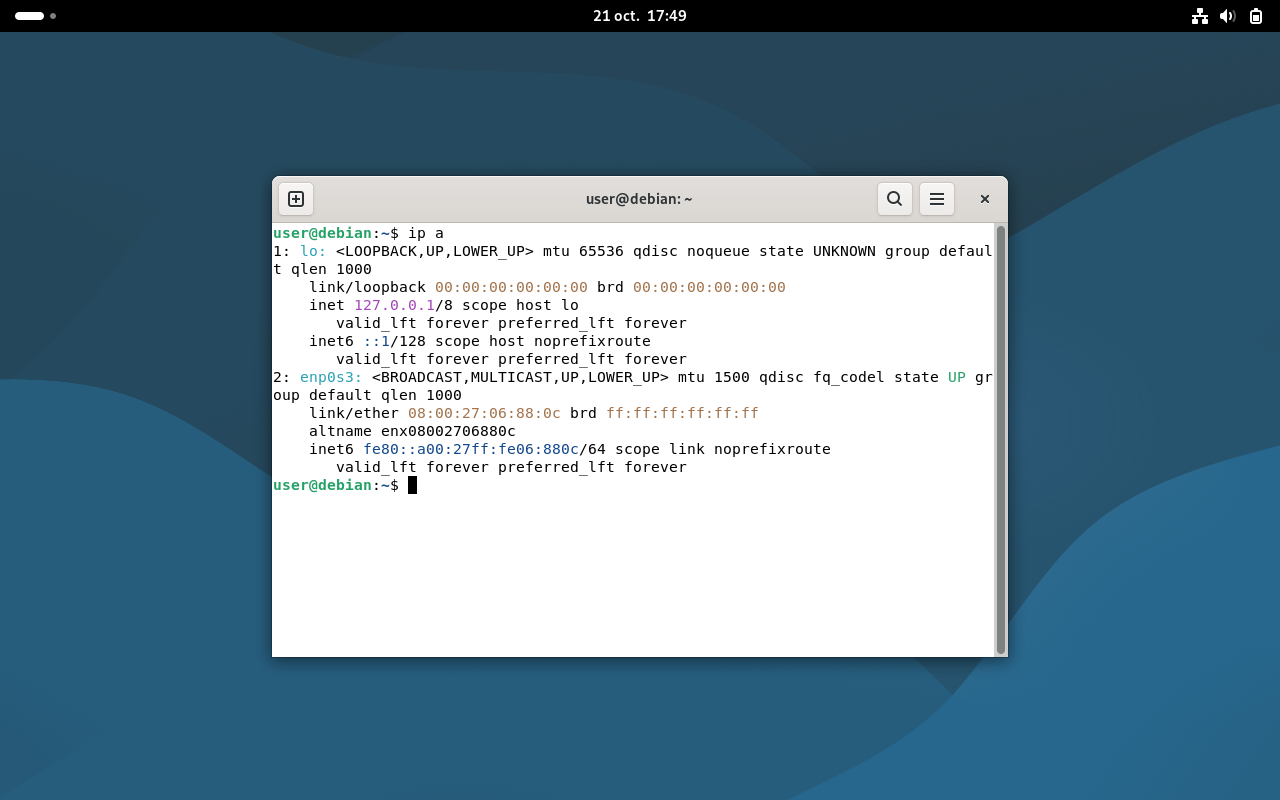 21 oct. 17:49
user@debian: ~
user@debian:~$ ip a
1: lo: <LOOPBACK,UP,LOWER_UP> mtu 65536 qdisc noqueue state UNKNOWN group defaul
t qlen 1000
    link/loopback 00:00:00:00:00:00 brd 00:00:00:00:00:00
    inet 127.0.0.1/8 scope host lo
       valid_lft forever preferred_lft forever
    inet6 ::1/128 scope host noprefixroute
       valid_lft forever preferred_lft forever
2: enp0s3: <BROADCAST,MULTICAST,UP,LOWER_UP> mtu 1500 qdisc fq_codel state UP gr
oup default qlen 1000
    link/ether 08:00:27:06:88:0c brd ff:ff:ff:ff:ff:ff
    altname enx08002706880c
    inet6 fe80::a00:27ff:fe06:880c/64 scope link noprefixroute
       valid_lft forever preferred_lft forever
user@debian:~$